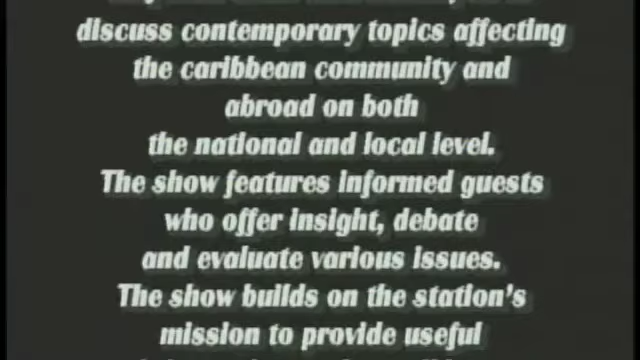 discuss contemporary topics affecting
the caribbean community and
abroad on both
the national and local level.
The show features informed guests
who offer insight, debate
and evaluate various issues.
The show builds on the station's
mission to provide useful